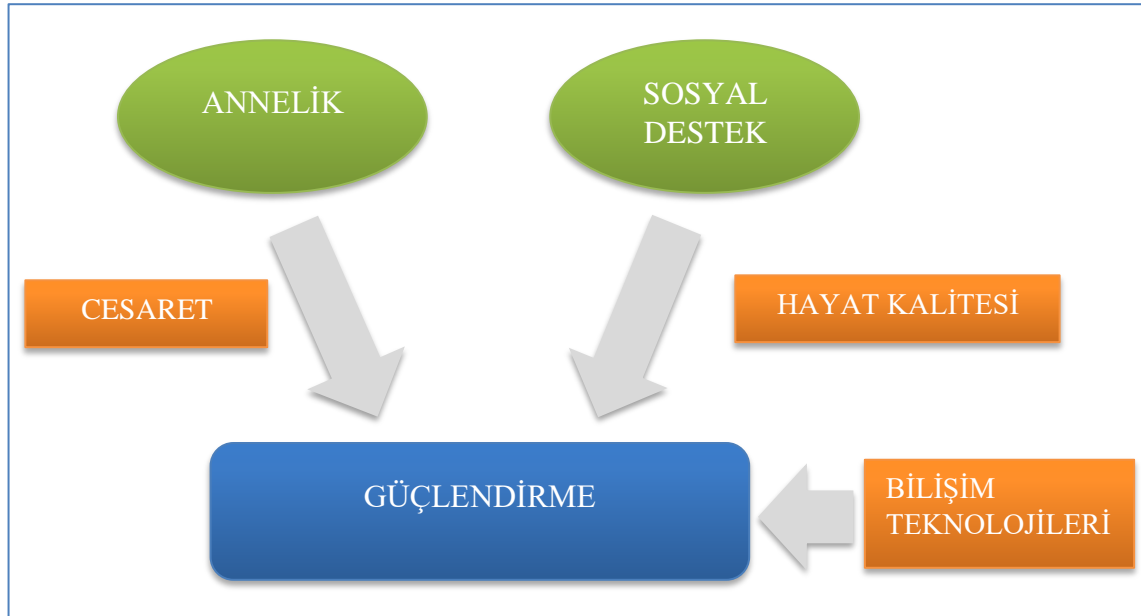 ANNELİK
SOSYAL
DESTEK
CESARET
HAYAT KALİTESİ
GÜÇLENDİRME
BİLİŞİM
TEKNOLOJİLERİ